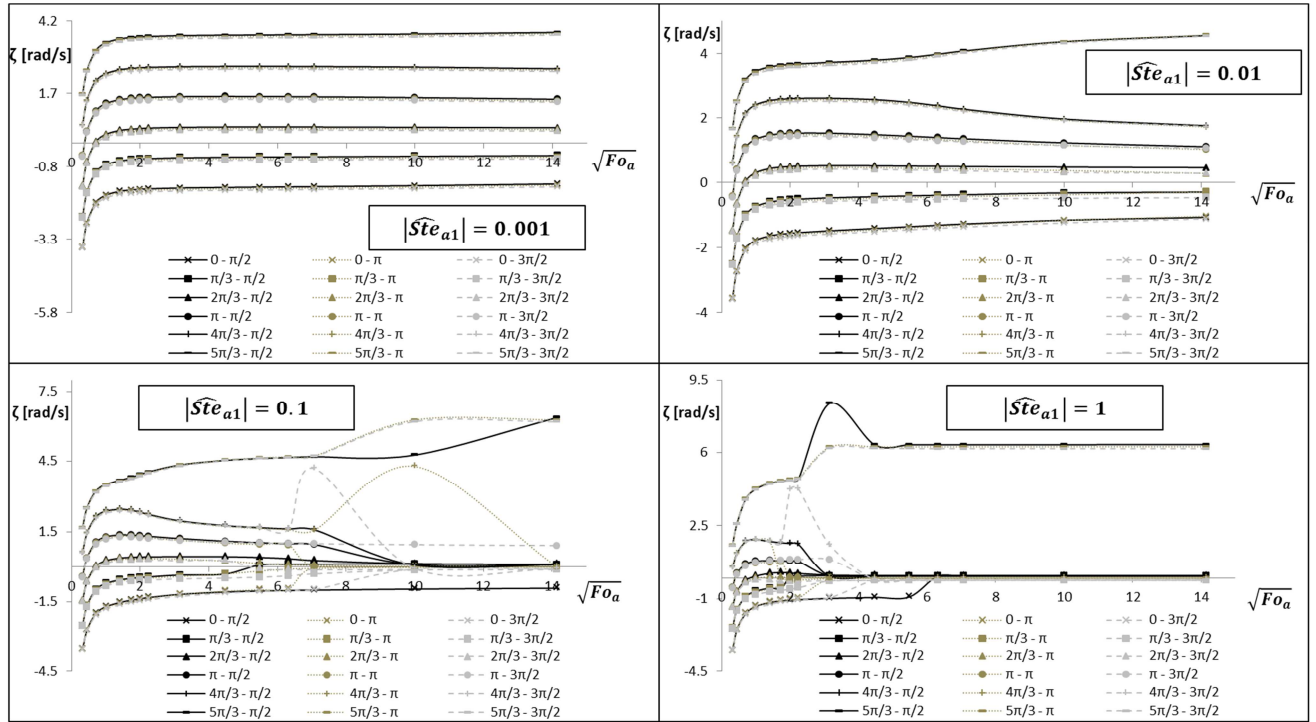 4.2
ζ [rad/s]
|Ste_a1| = 0.001
1.7
0 2 4 6 8 10 12 14
√Fo_a
-0.8
-3.3
-5.8
0 - π/2 0 - π 0 - 3π/2
π/3 - π/2 π/3 - π π/3 - 3π/2
2π/3 - π/2 2π/3 - π 2π/3 - 3π/2
π - π/2 π - π π - 3π/2
4π/3 - π/2 4π/3 - π 4π/3 - 3π/2
5π/3 - π/2 5π/3 - π 5π/3 - 3π/2
ζ [rad/s]
4
|Ste_a1| = 0.01
2
0
0 2 4 6 8 10 12 14
√Fo_a
-2
-4
0 - π/2 0 - π 0 - 3π/2
π/3 - π/2 π/3 - π π/3 - 3π/2
2π/3 - π/2 2π/3 - π 2π/3 - 3π/2
π - π/2 π - π π - 3π/2
4π/3 - π/2 4π/3 - π 4π/3 - 3π/2
5π/3 - π/2 5π/3 - π 5π/3 - 3π/2
7.5
ζ [rad/s]
|Ste_a1| = 0.1
4.5
1.5
0 2 4 6 8 10 12 14
√Fo_a
-1.5
-4.5
0 - π/2 0 - π 0 - 3π/2
π/3 - π/2 π/3 - π π/3 - 3π/2
2π/3 - π/2 2π/3 - π 2π/3 - 3π/2
π - π/2 π - π π - 3π/2
4π/3 - π/2 4π/3 - π 4π/3 - 3π/2
5π/3 - π/2 5π/3 - π 5π/3 - 3π/2
9.5
ζ [rad/s]
|Ste_a1| = 1
6
2.5
-1
0 2 4 6 8 10 12 14
√Fo_a
-4.5
0 - π/2 0 - π 0 - 3π/2
π/3 - π/2 π/3 - π π/3 - 3π/2
2π/3 - π/2 2π/3 - π 2π/3 - 3π/2
π - π/2 π - π π - 3π/2
4π/3 - π/2 4π/3 - π 4π/3 - 3π/2
5π/3 - π/2 5π/3 - π 5π/3 - 3π/2